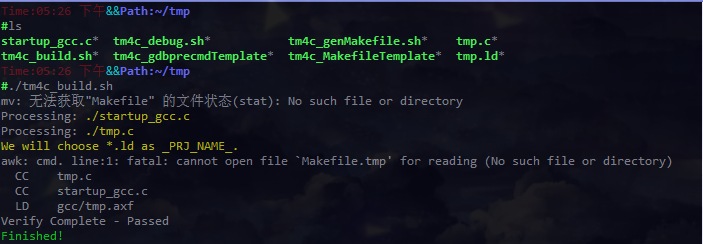 Time:05:26 下午&&Path:~/tmp
#ls
startup_gcc.c* tm4c_debug.sh* tm4c_genMakefile.sh* tmp.c*
tm4c_build.sh* tm4c_gdbprecmdTemplate* tm4c_MakefileTemplate* tmp.ld*
Time:05:26 下午&&Path:~/tmp
#./tm4c_build.sh
mv: 无法获取"Makefile" 的文件状态(stat): No such file or directory
Processing: ./startup_gcc.c
Processing: ./tmp.c
We will choose *.ld as _PRJ_NAME_.
awk: cmd. line:1: fatal: cannot open file `Makefile.tmp' for reading (No such file or directory)
CC tmp.c
CC startup_gcc.c
LD gcc/tmp.axf
Verify Complete - Passed
Finished!